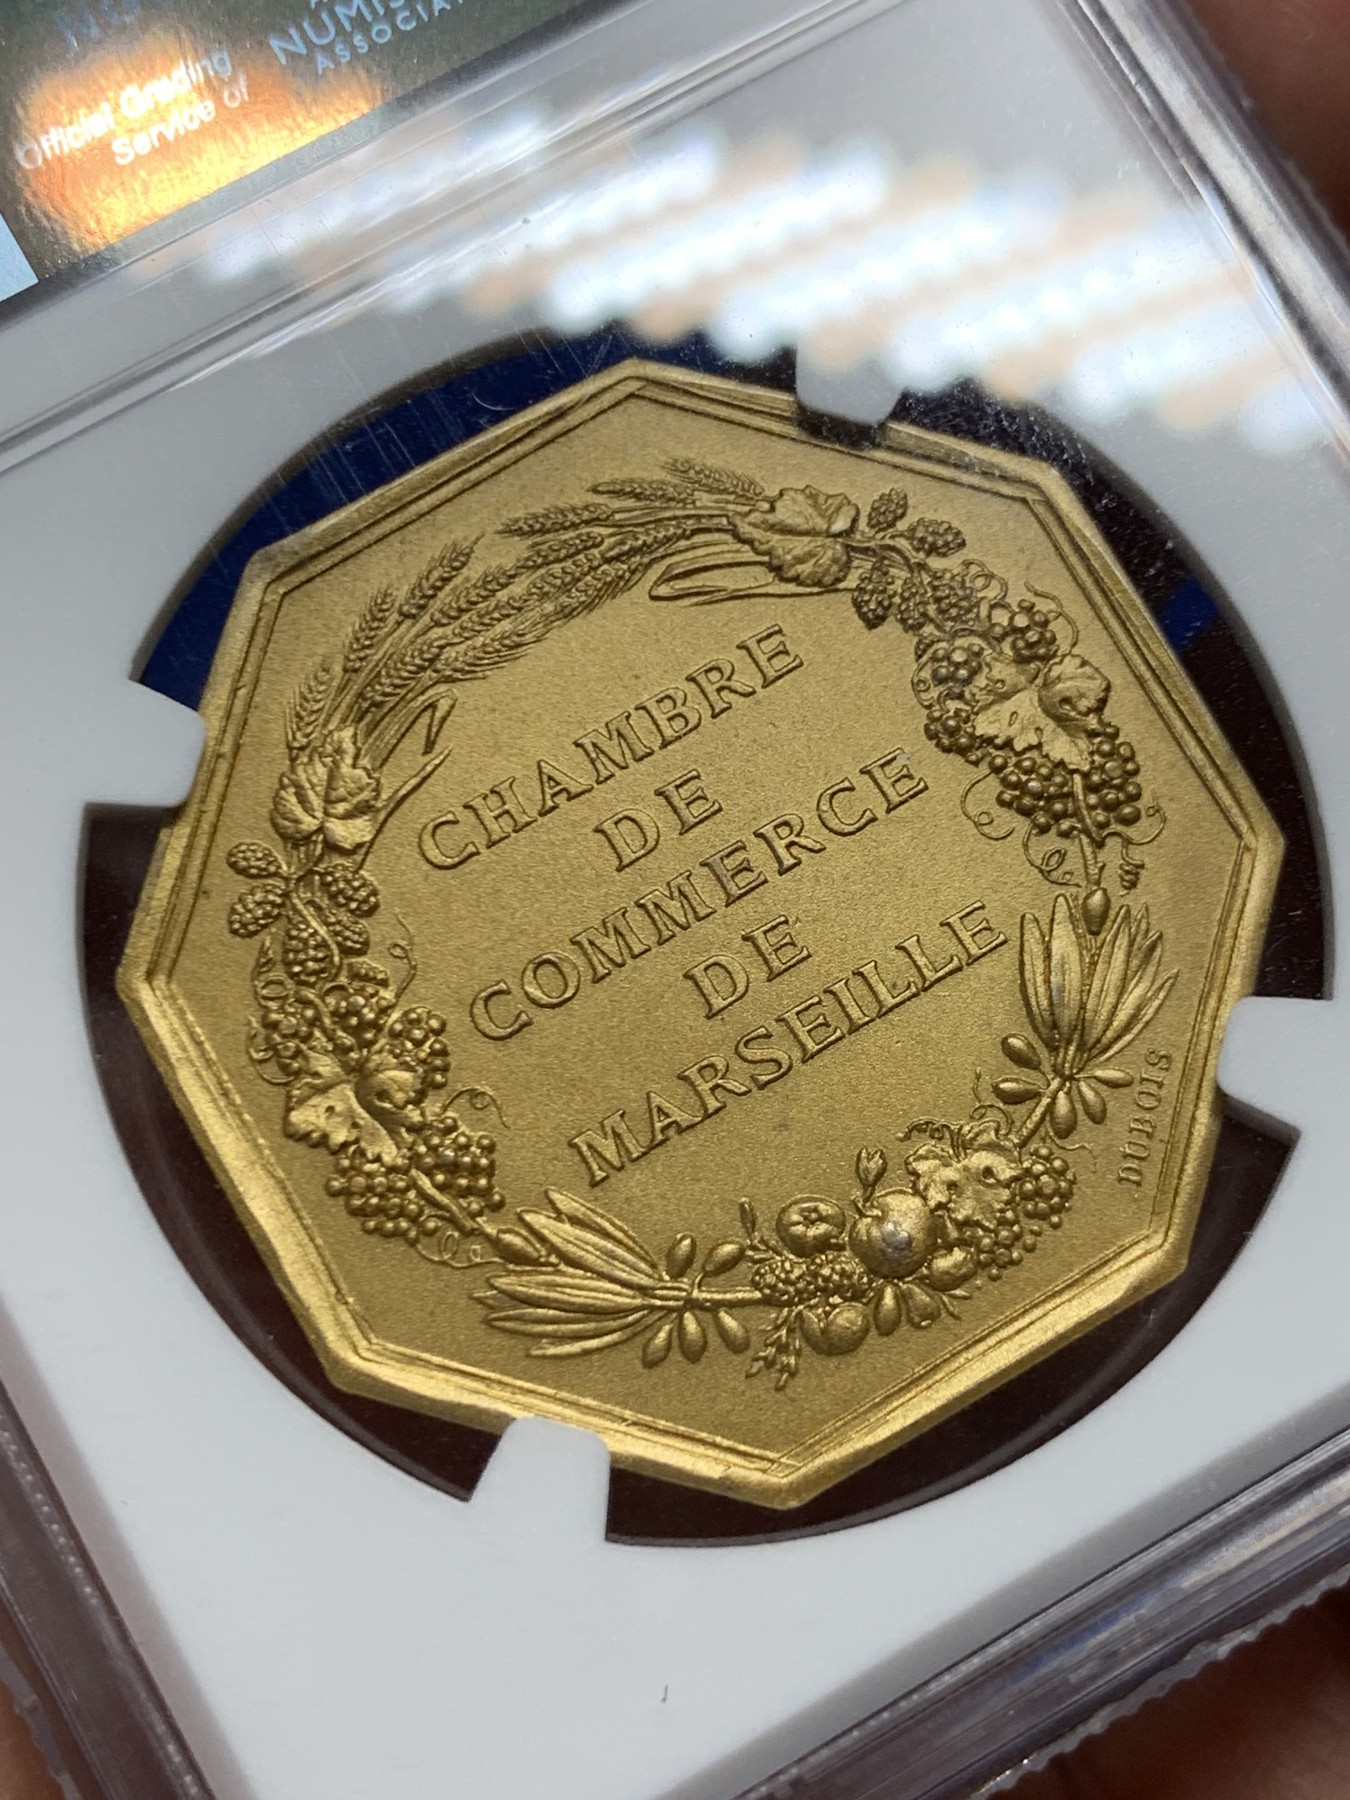 Official Grading
Service of
NUMIS
ASSOCIA
CHAMBRE
DE
COMMERCE
DE
MARSEILLE
DUBOIS